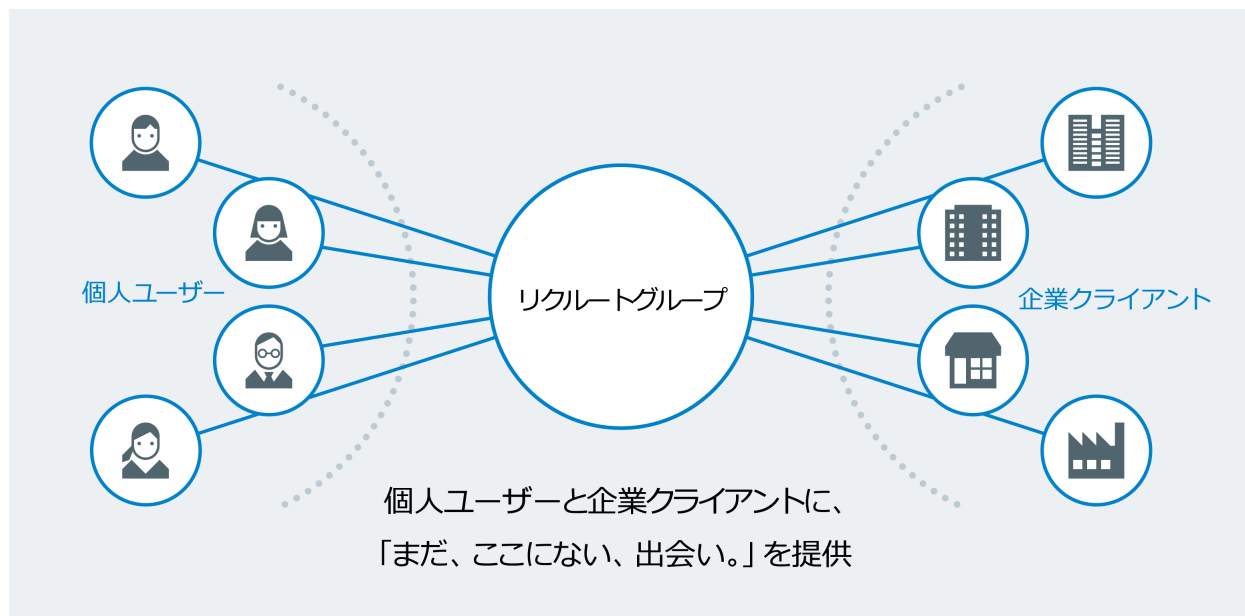 個人ユーザー
リクルートグループ
企業クライアント
個人ユーザーと企業クライアントに、
「まだ、ここにない、出会い。」を提供